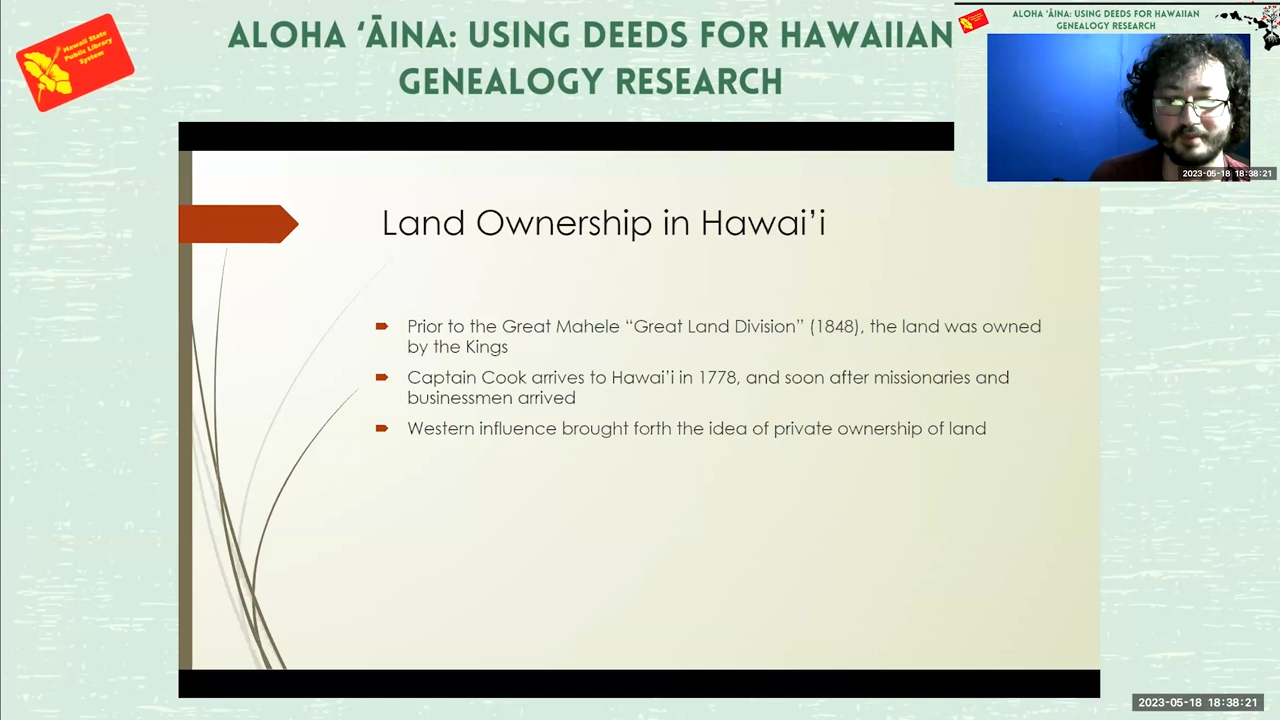 ALOHA ʻĀINA: USING DEEDS FOR HAWAIIAN
GENEALOGY RESEARCH
Hawaii State
Public Library
System
ALOHA ʻĀINA: USING DEEDS FOR HAWAIIAN
GENEALOGY RESEARCH
2023-05-18 18:38:21
Land Ownership in Hawai’i
Prior to the Great Mahele “Great Land Division” (1848), the land was owned
by the Kings
Captain Cook arrives to Hawai’i in 1778, and soon after missionaries and
businessmen arrived
Western influence brought forth the idea of private ownership of land
2023-05-18 18:38:21